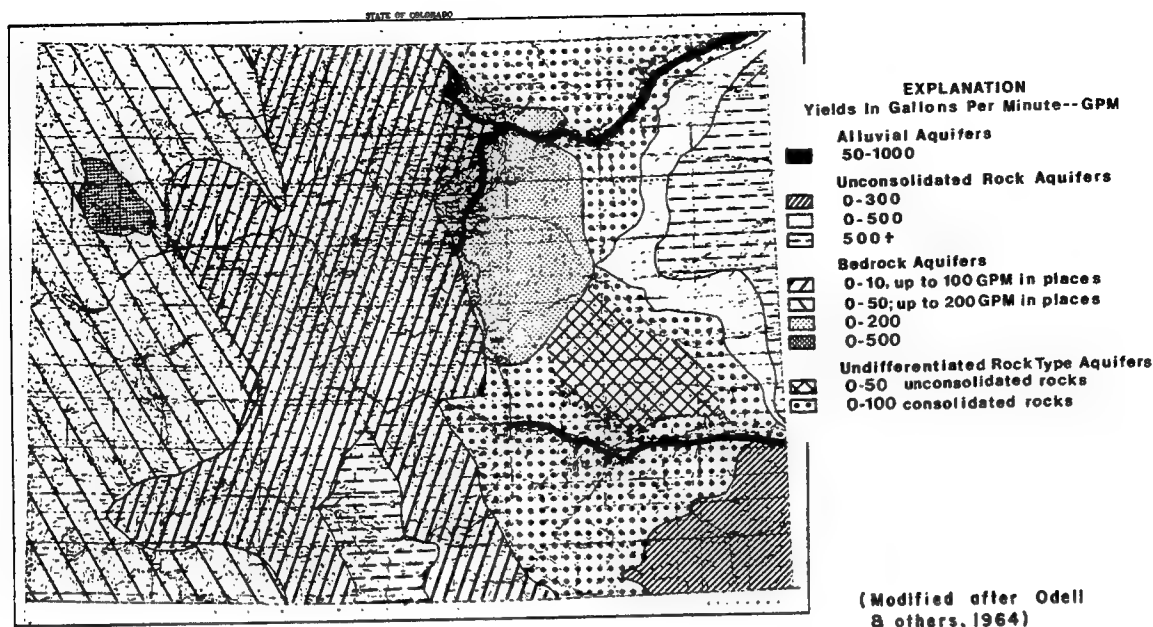 STATE OF COLORADO
EXPLANATION
Yields In Gallons Per Minute--GPM
Alluvial Aquifers
50-1000
Unconsolidated Rock Aquifers
0-300
0-500
500+
Bedrock Aquifers
0-10, up to 100 GPM in places
0-50; up to 200 GPM in places
0-200
0-500
Undifferentiated Rock Type Aquifers
0-50 unconsolidated rocks
0-100 consolidated rocks
(Modified after Odell
& others, 1964)